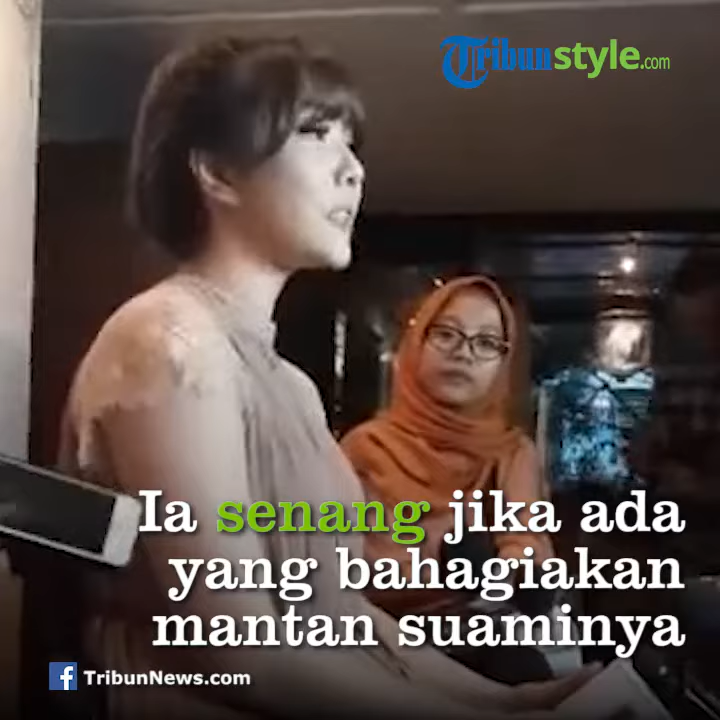 Tribunstyle.com
Ia senang jika ada
yang bahagiakan
mantan suaminya
f TribunNews.com